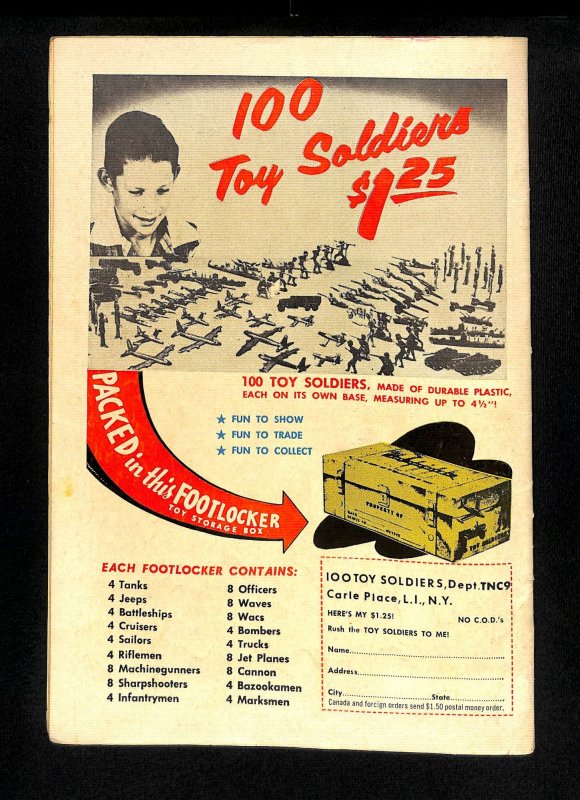 100
Toy Soldiers
$1.25
100 TOY SOLDIERS, MADE OF DURABLE PLASTIC,
EACH ON ITS OWN BASE, MEASURING UP TO 4½"!
★ FUN TO SHOW
★ FUN TO TRADE
★ FUN TO COLLECT
PACKED in this FOOTLOCKER
TOY STORAGE BOX
PROPERTY OF
TOY SOLDIERS
EACH FOOTLOCKER CONTAINS:
4 Tanks
4 Jeeps
4 Battleships
4 Cruisers
4 Sailors
4 Riflemen
8 Machinegunners
8 Sharpshooters
4 Infantrymen
8 Officers
8 Waves
8 Wacs
4 Bombers
4 Trucks
8 Jet Planes
8 Cannon
4 Bazookamen
4 Marksmen
100 TOY SOLDIERS, Dept. TNC9
Carle Place, L.I., N.Y.
HERE'S MY $1.25! NO C.O.D.'s
Rush the TOY SOLDIERS TO ME!
Name
Address
City State
Canada and foreign orders send $1.50 postal money order.